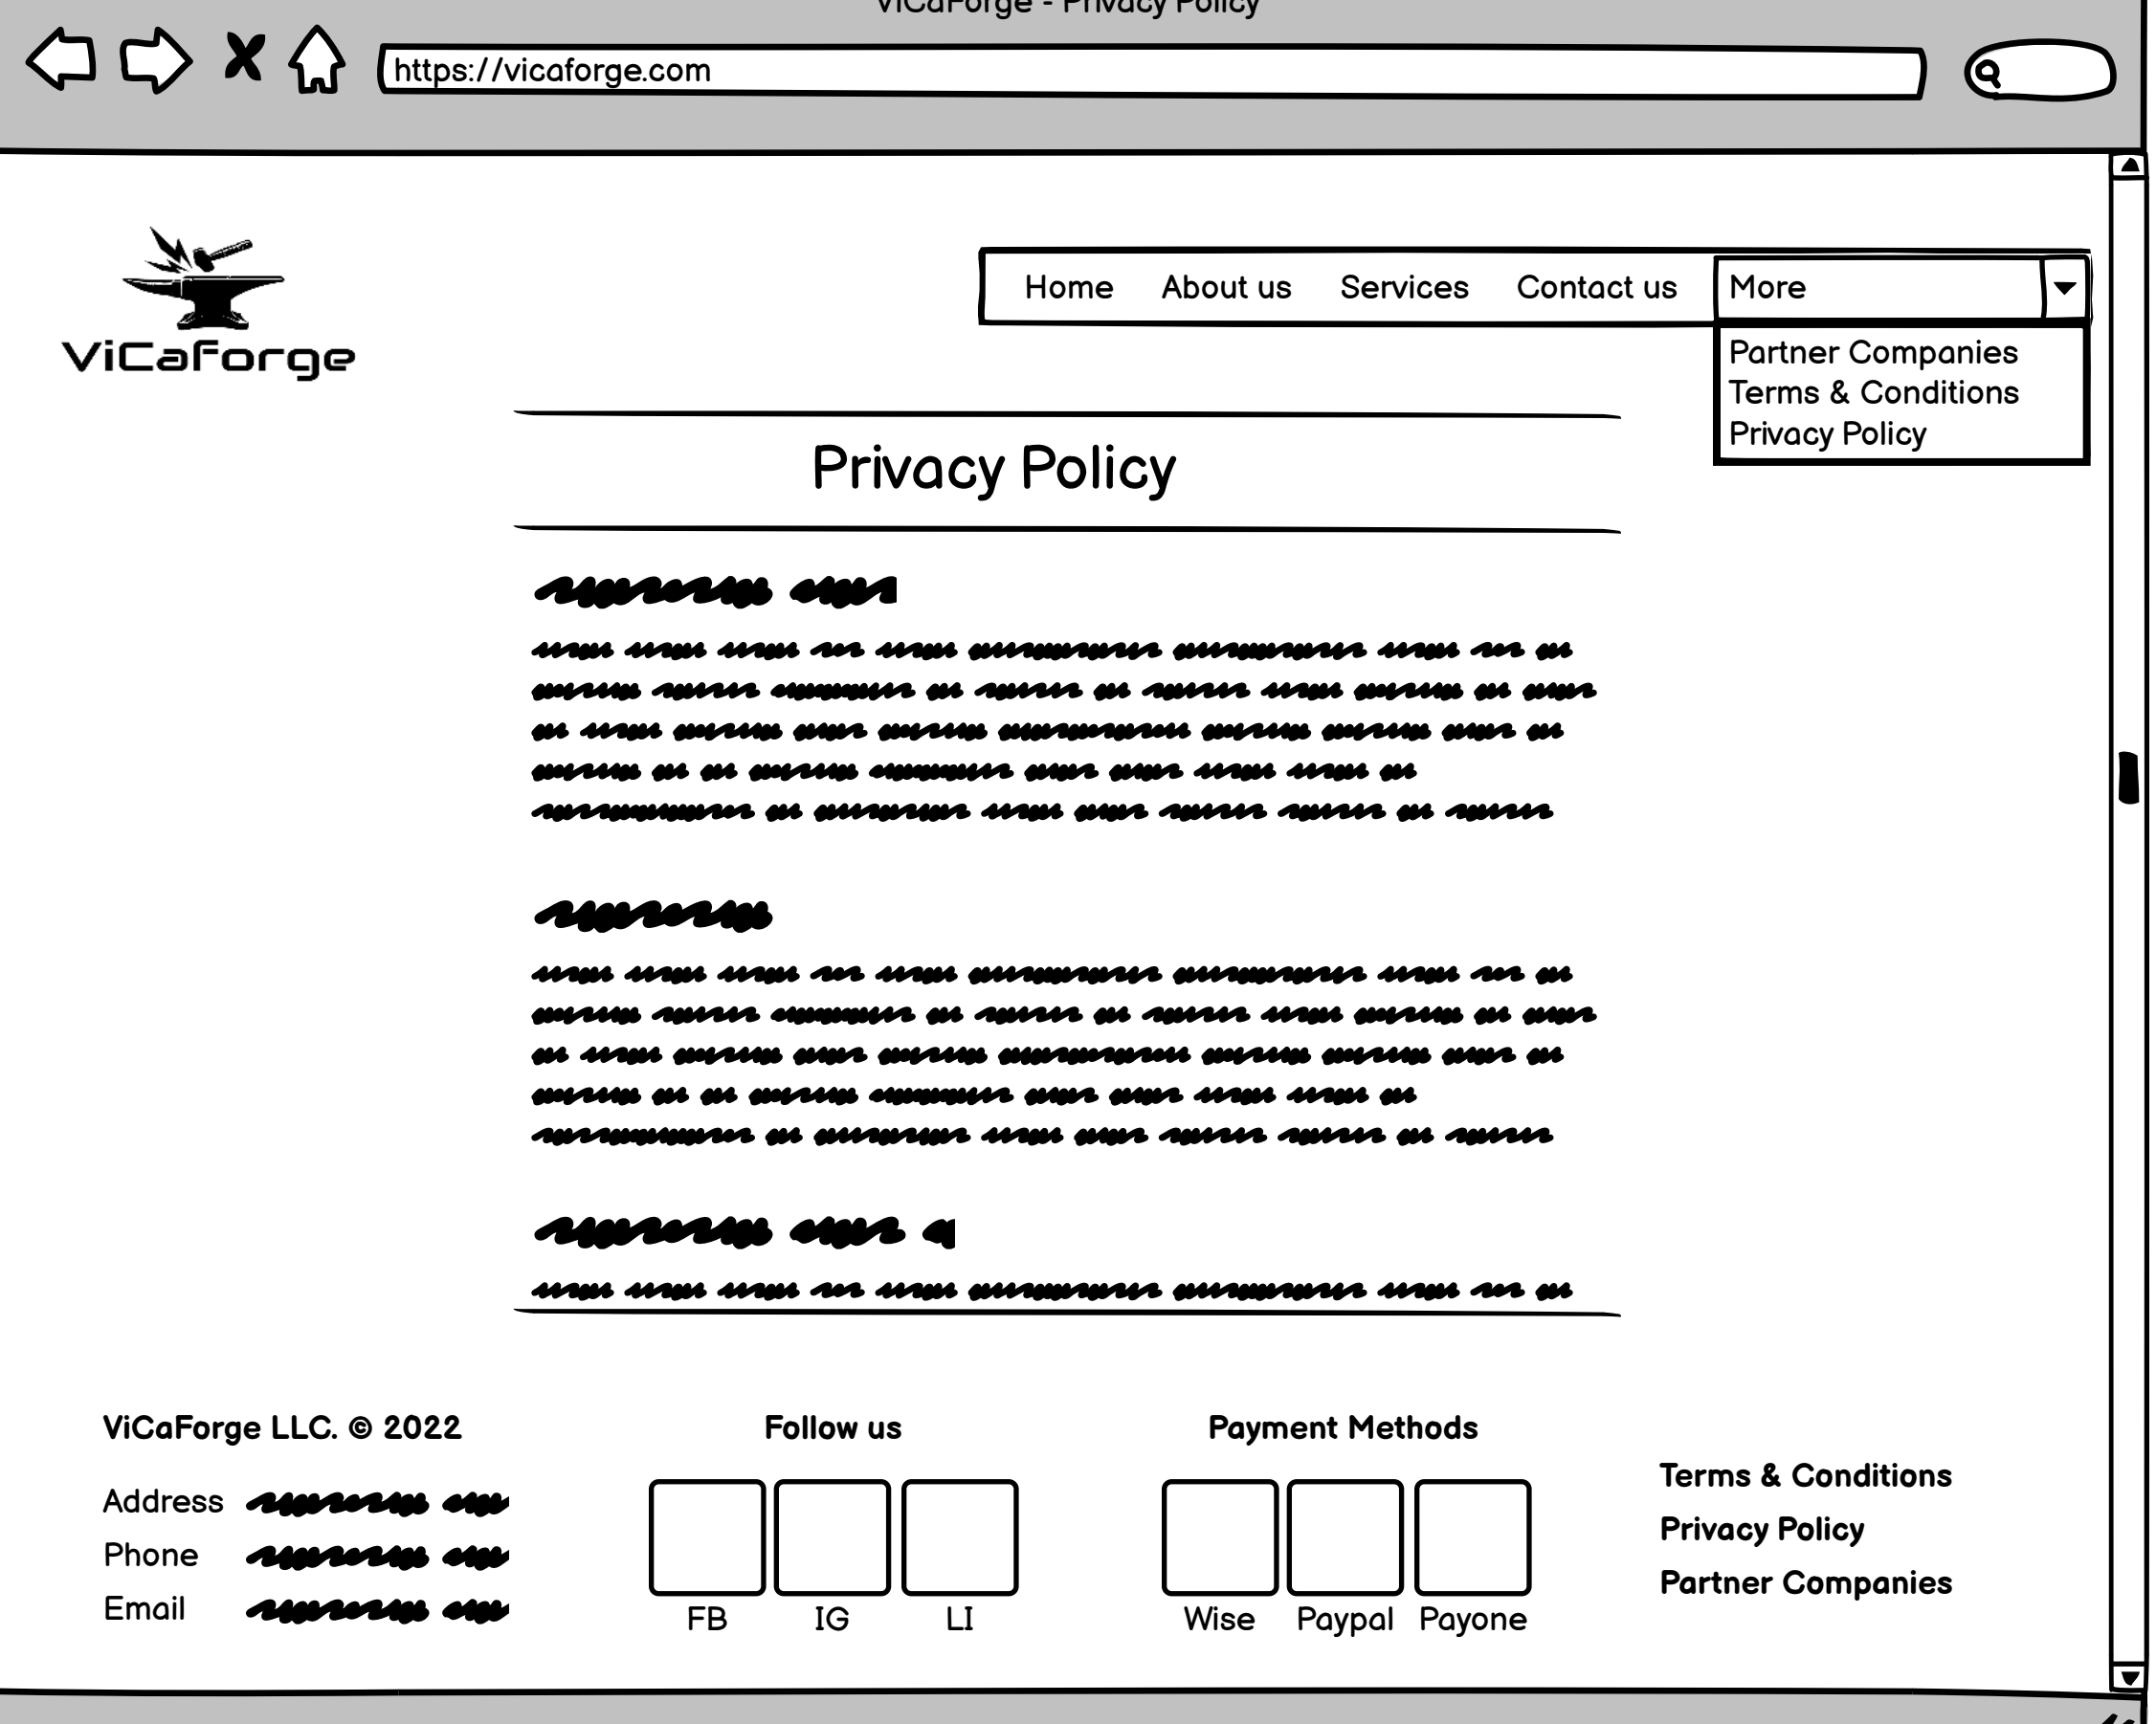 ViCaForge - Privacy Policy
https://vicaforge.com
ViCaForge
Home About us Services Contact us More
Partner Companies
Terms & Conditions
Privacy Policy
Privacy Policy
ViCaForge LLC. © 2022
Address
Phone
Email
Follow us
FB IG LI
Payment Methods
Wise Paypal Payone
Terms & Conditions
Privacy Policy
Partner Companies